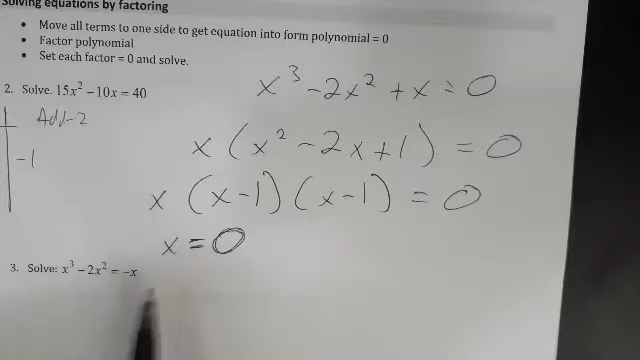 Solving equations by factoring
• Move all terms to one side to get equation into form polynomial = 0
• Factor polynomial
• Set each factor = 0 and solve.
2. Solve. 15x² – 10x = 40
Add-2
-1
x³ - 2x² + x = 0
x (x² - 2x + 1) = 0
x (x-1)(x-1) = 0
x = 0
3. Solve: x³ – 2x² = –x